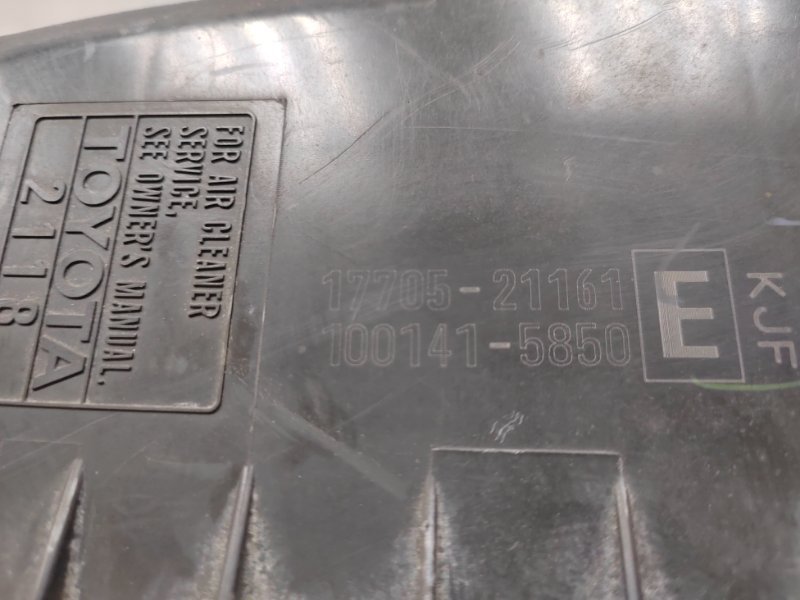 FOR AIR CLEANER
SERVICE,
SEE OWNER'S MANUAL.
TOYOTA
2118
17705-21161
100141-5850
E
KJF